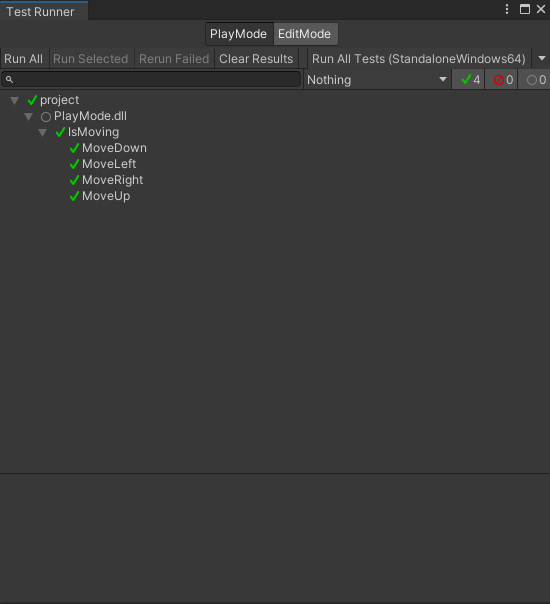 Test Runner
PlayMode EditMode
Run All Run Selected Rerun Failed Clear Results Run All Tests (StandaloneWindows64)
Nothing 4 0 0
project
PlayMode.dll
IsMoving
MoveDown
MoveLeft
MoveRight
MoveUp